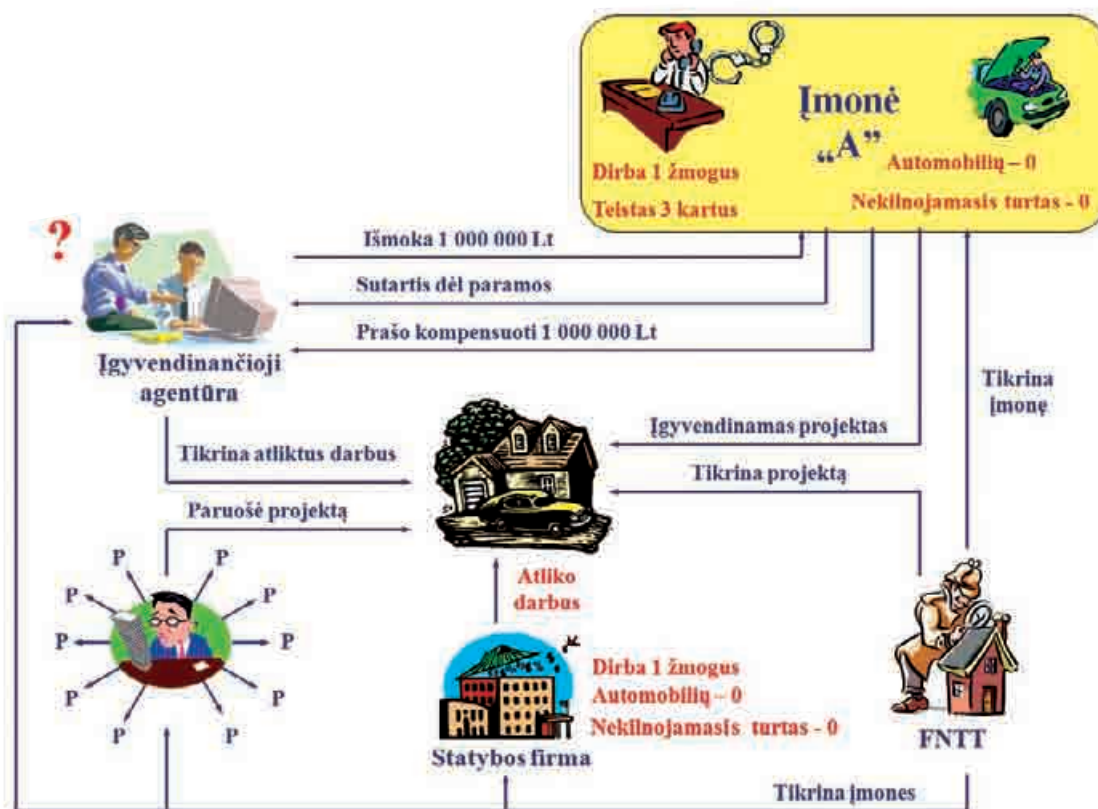 Įmonė
„A”
Dirba 1 žmogus
Teistas 3 kartus
Automobilių – 0
Nekilnojamasis turtas - 0
?
Išmoka 1 000 000 Lt
Sutartis dėl paramos
Prašo kompensuoti 1 000 000 Lt
Įgyvendinančioji
agentūra
Tikrina
įmonę
Įgyvendinamas projektas
Tikrina atliktus darbus
Tikrina projektą
Paruošė projektą
P
P
P
P
P
P
P
P
P
P
Atliko
darbus
Dirba 1 žmogus
Automobilių – 0
Nekilnojamasis turtas - 0
Statybos firma
FNTT
Tikrina įmones